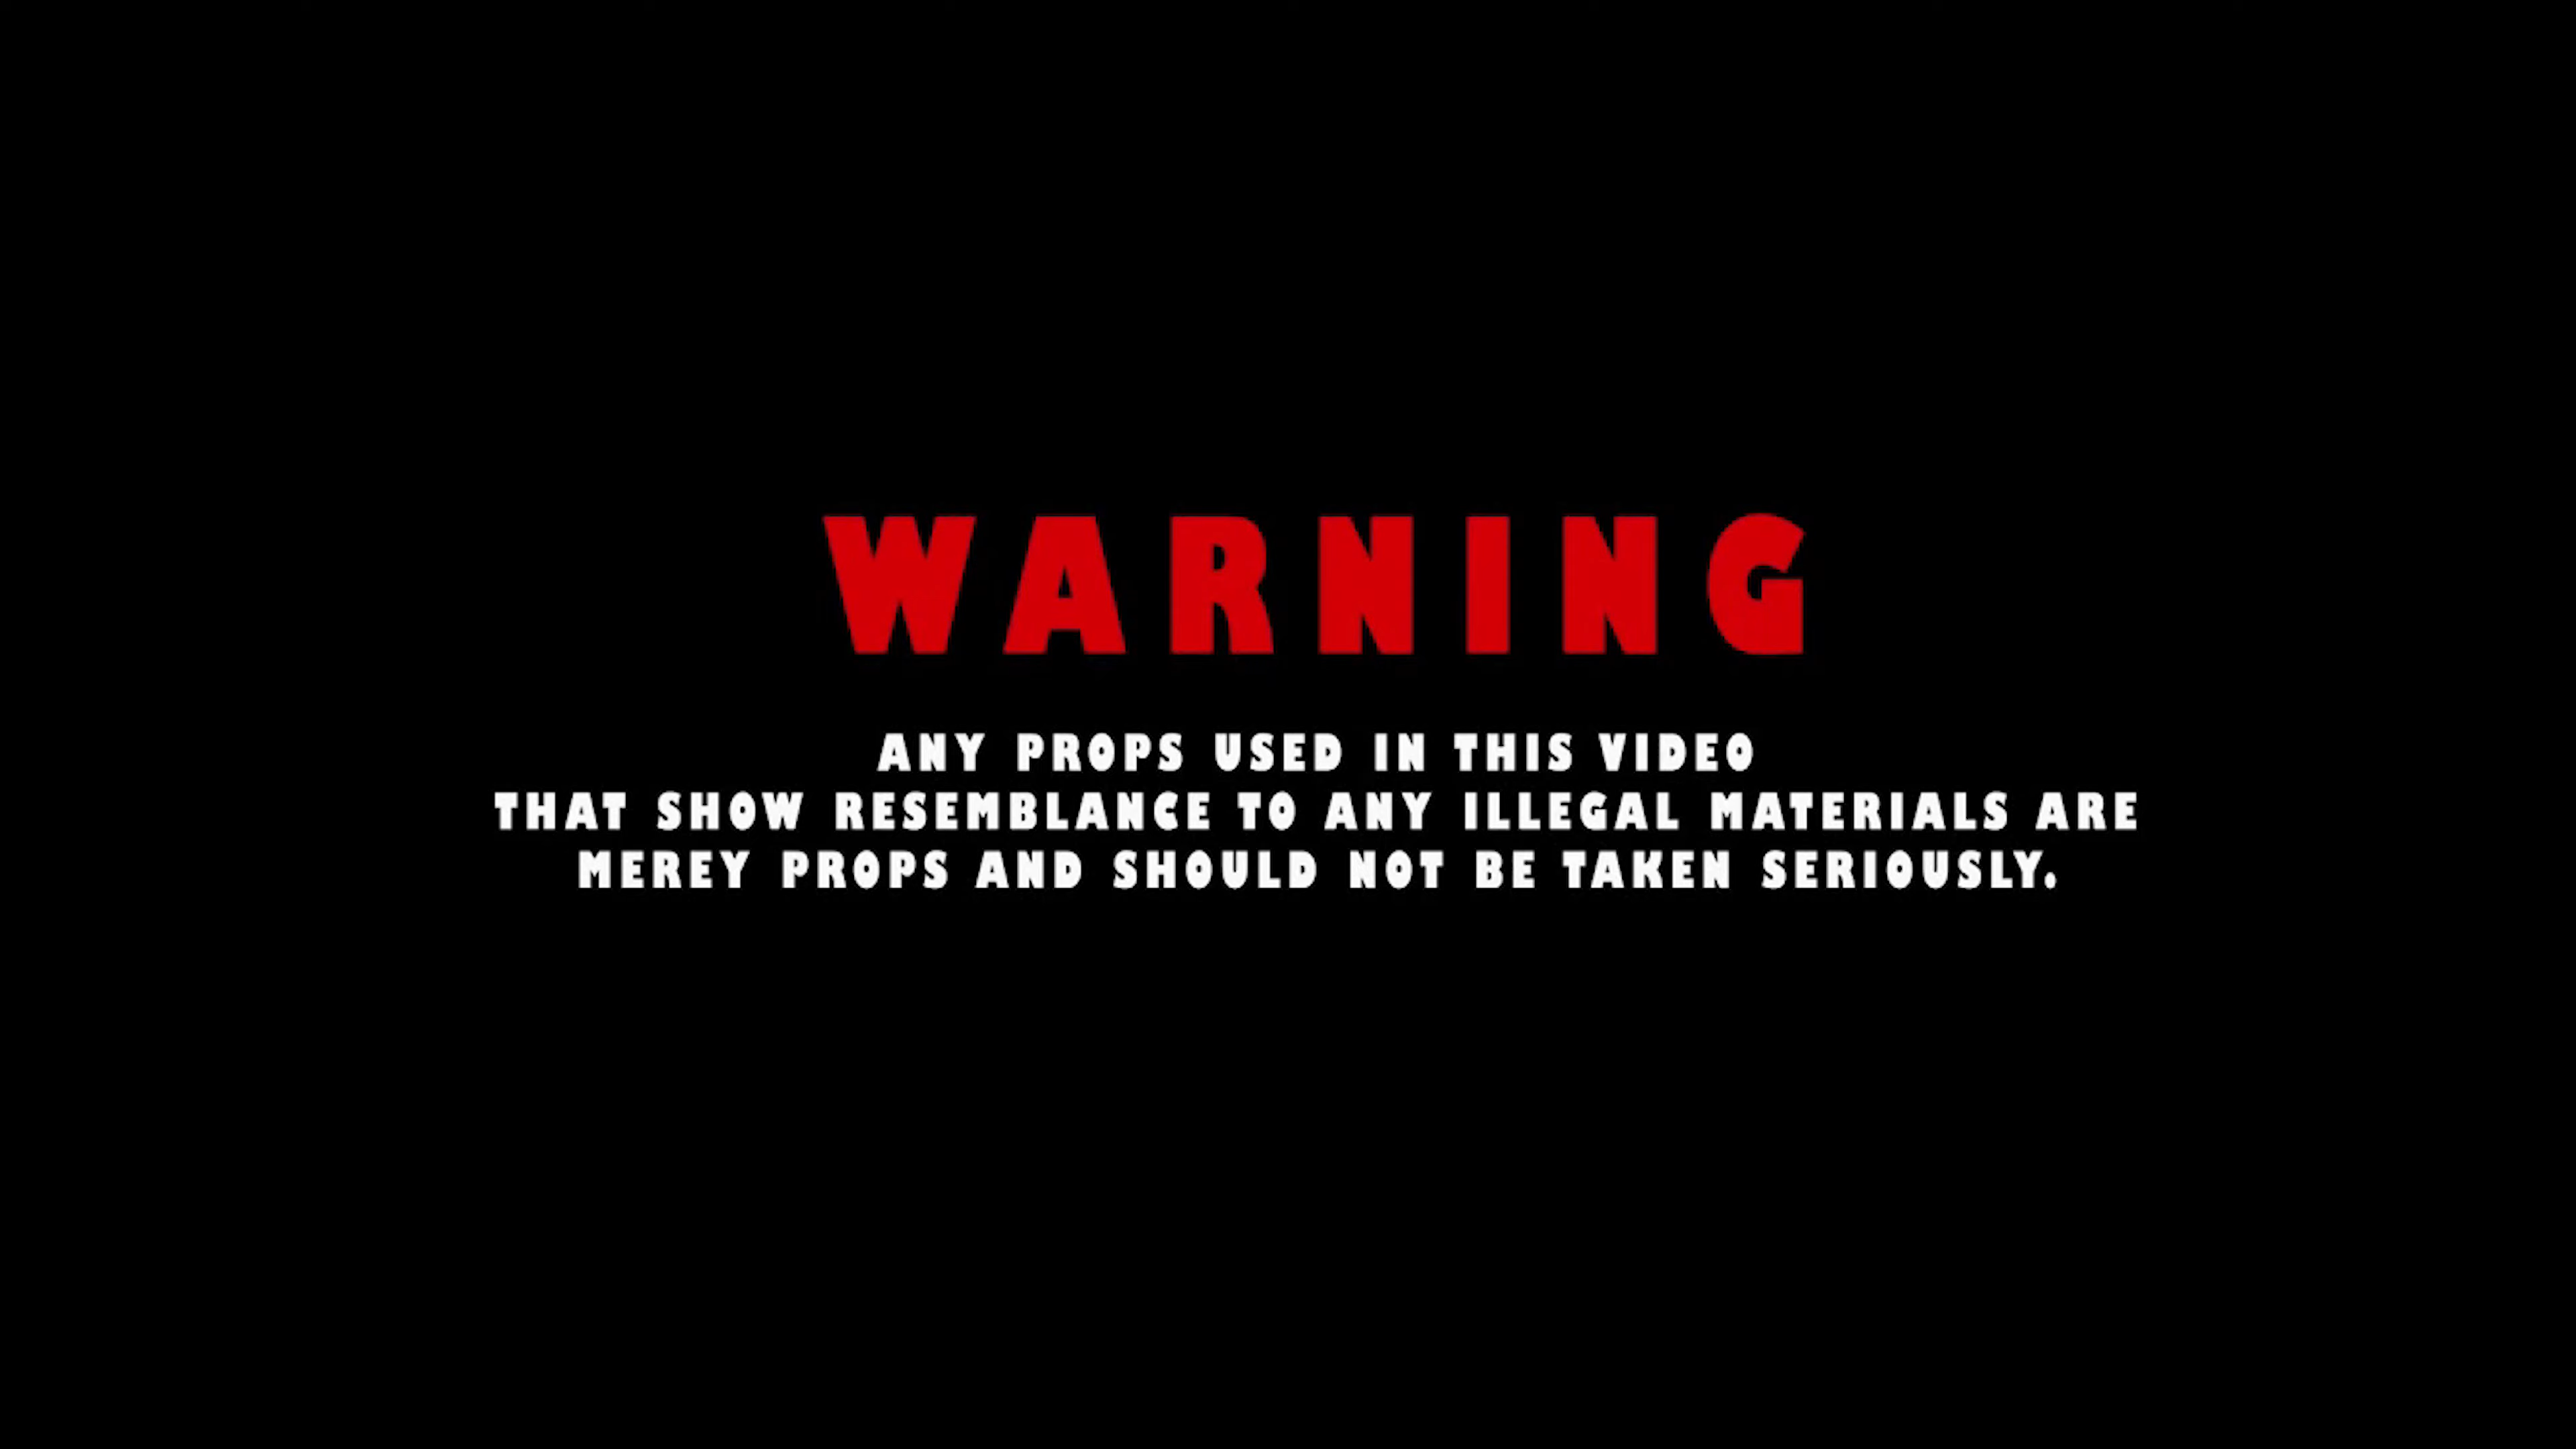 WARNING
ANY PROPS USED IN THIS VIDEO
THAT SHOW RESEMBLANCE TO ANY ILLEGAL MATERIALS ARE
MEREY PROPS AND SHOULD NOT BE TAKEN SERIOUSLY.